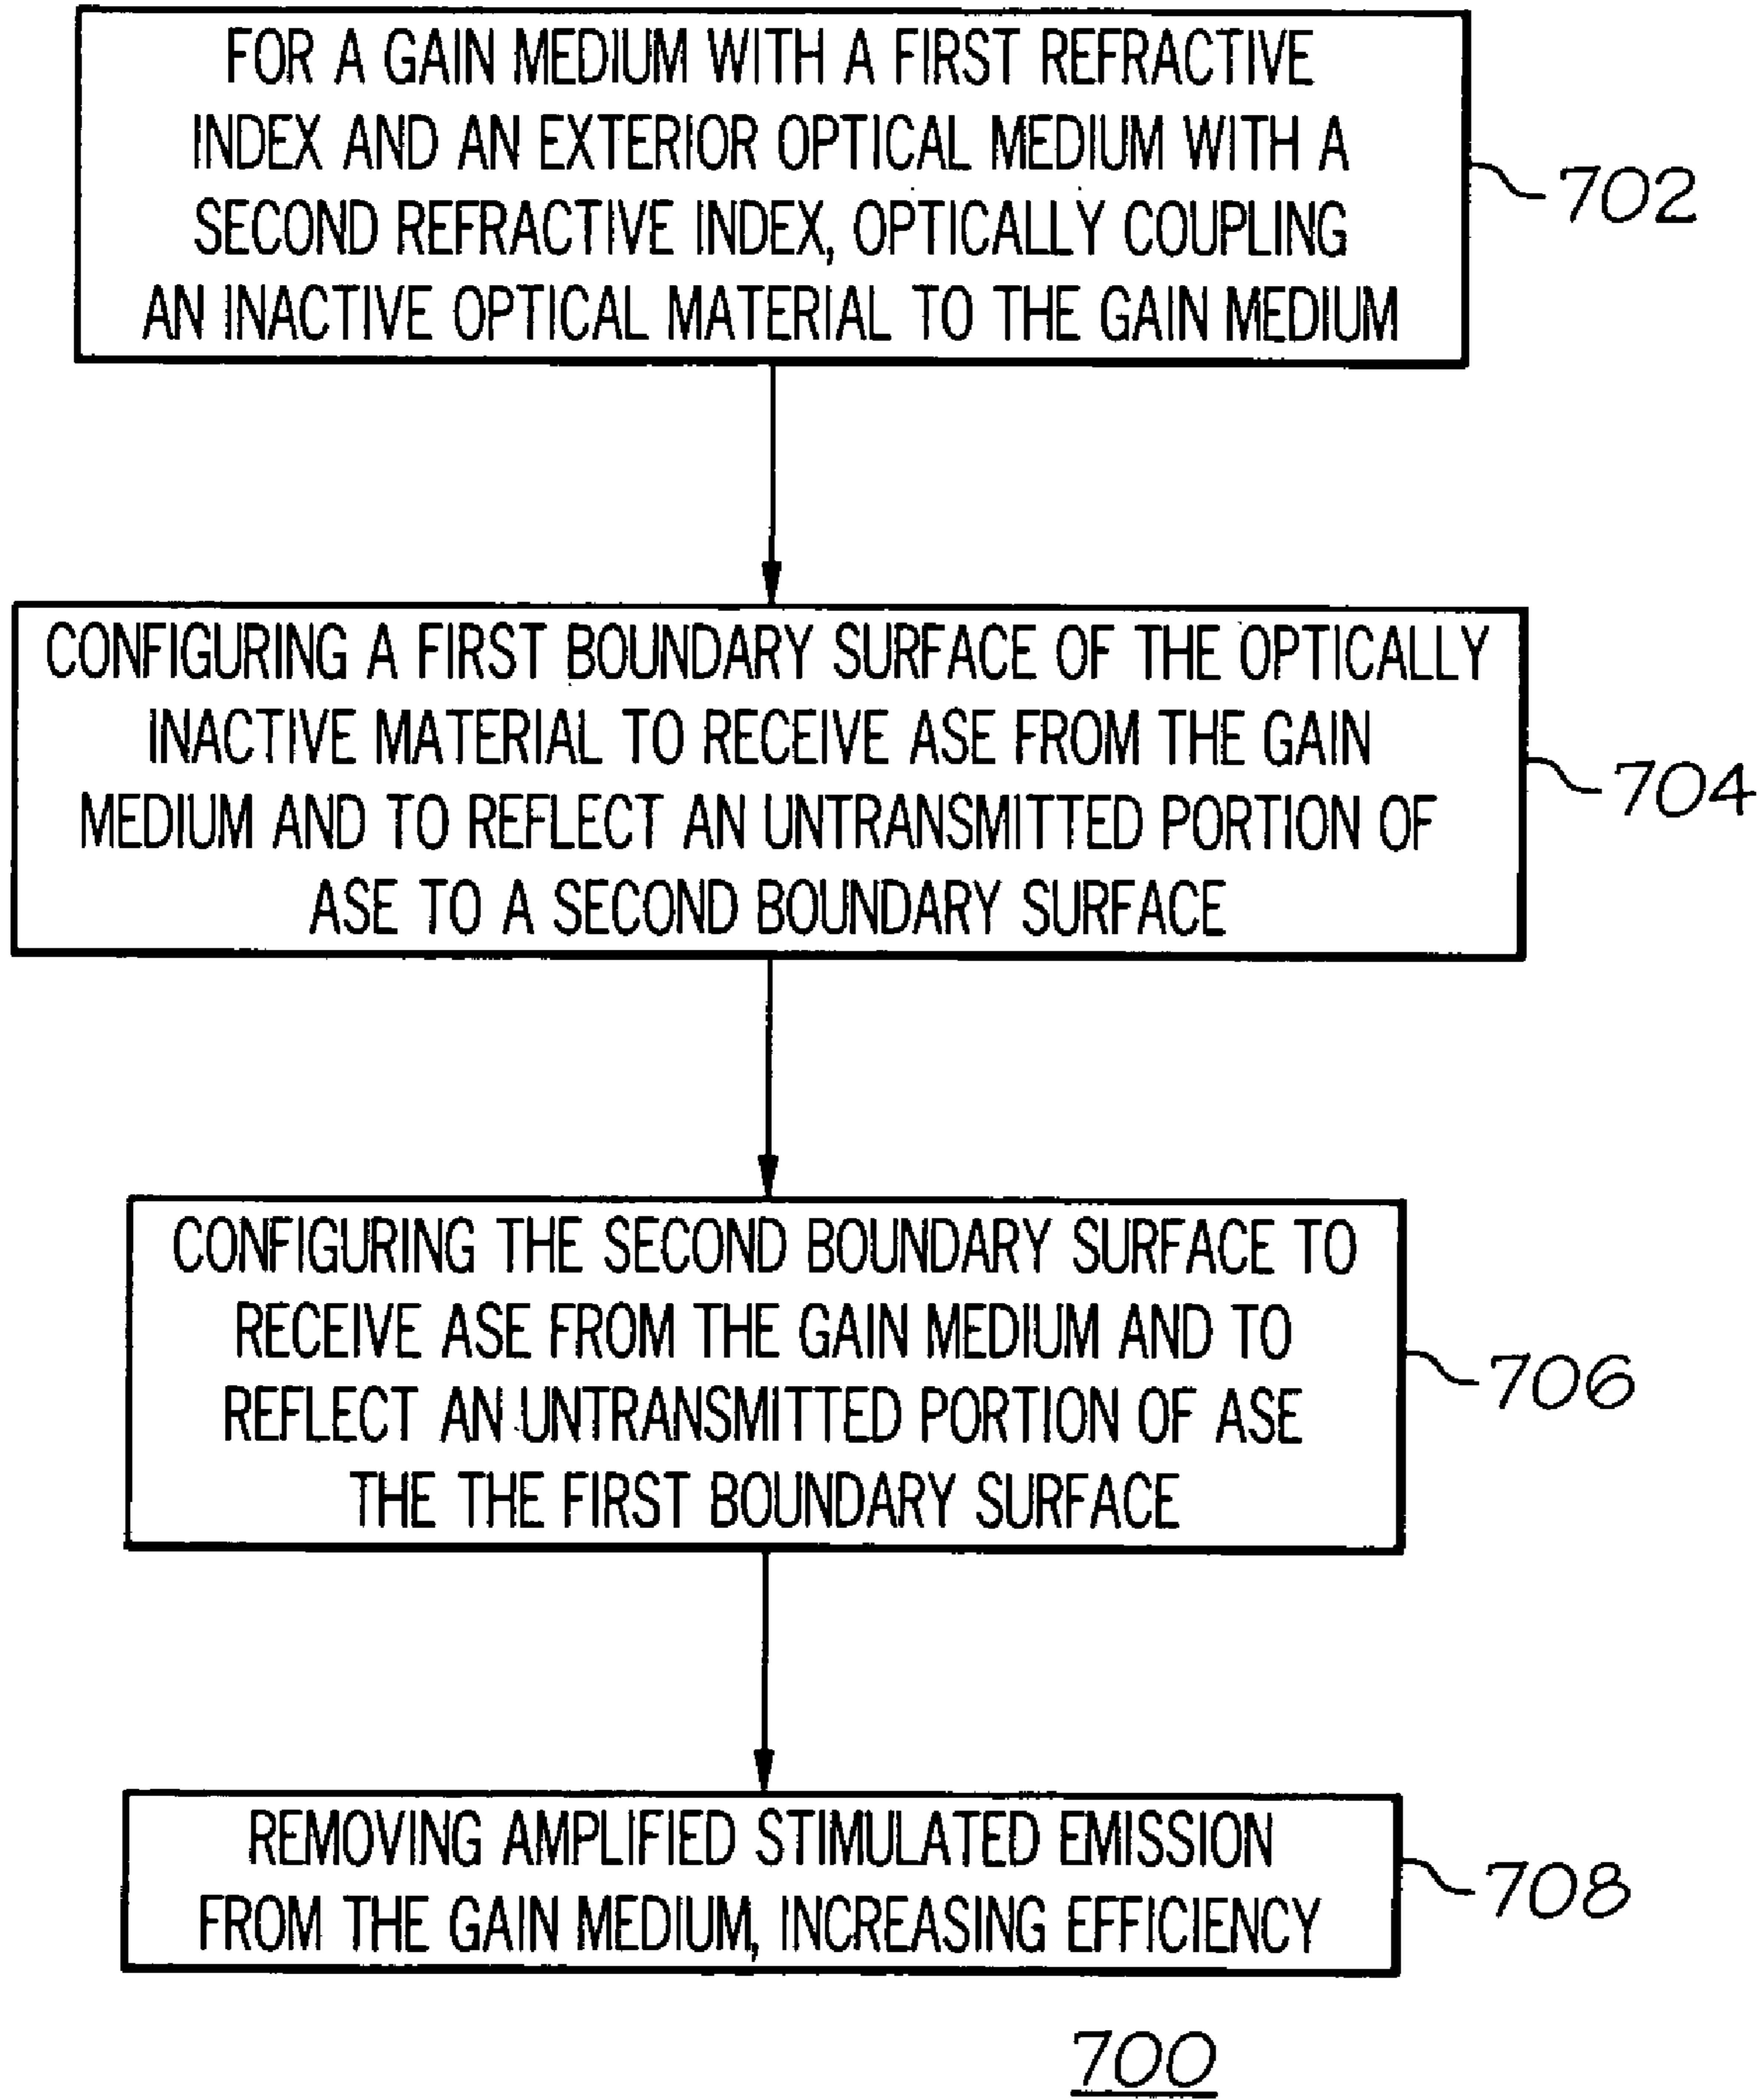 FOR A GAIN MEDIUM WITH A FIRST REFRACTIVE
INDEX AND AN EXTERIOR OPTICAL MEDIUM WITH A
SECOND REFRACTIVE INDEX, OPTICALLY COUPLING
AN INACTIVE OPTICAL MATERIAL TO THE GAIN MEDIUM
702
CONFIGURING A FIRST BOUNDARY SURFACE OF THE OPTICALLY
INACTIVE MATERIAL TO RECEIVE ASE FROM THE GAIN
MEDIUM AND TO REFLECT AN UNTRANSMITTED PORTION OF
ASE TO A SECOND BOUNDARY SURFACE
704
CONFIGURING THE SECOND BOUNDARY SURFACE TO
RECEIVE ASE FROM THE GAIN MEDIUM AND TO
REFLECT AN UNTRANSMITTED PORTION OF ASE
THE THE FIRST BOUNDARY SURFACE
706
REMOVING AMPLIFIED STIMULATED EMISSION
FROM THE GAIN MEDIUM, INCREASING EFFICIENCY
708
700